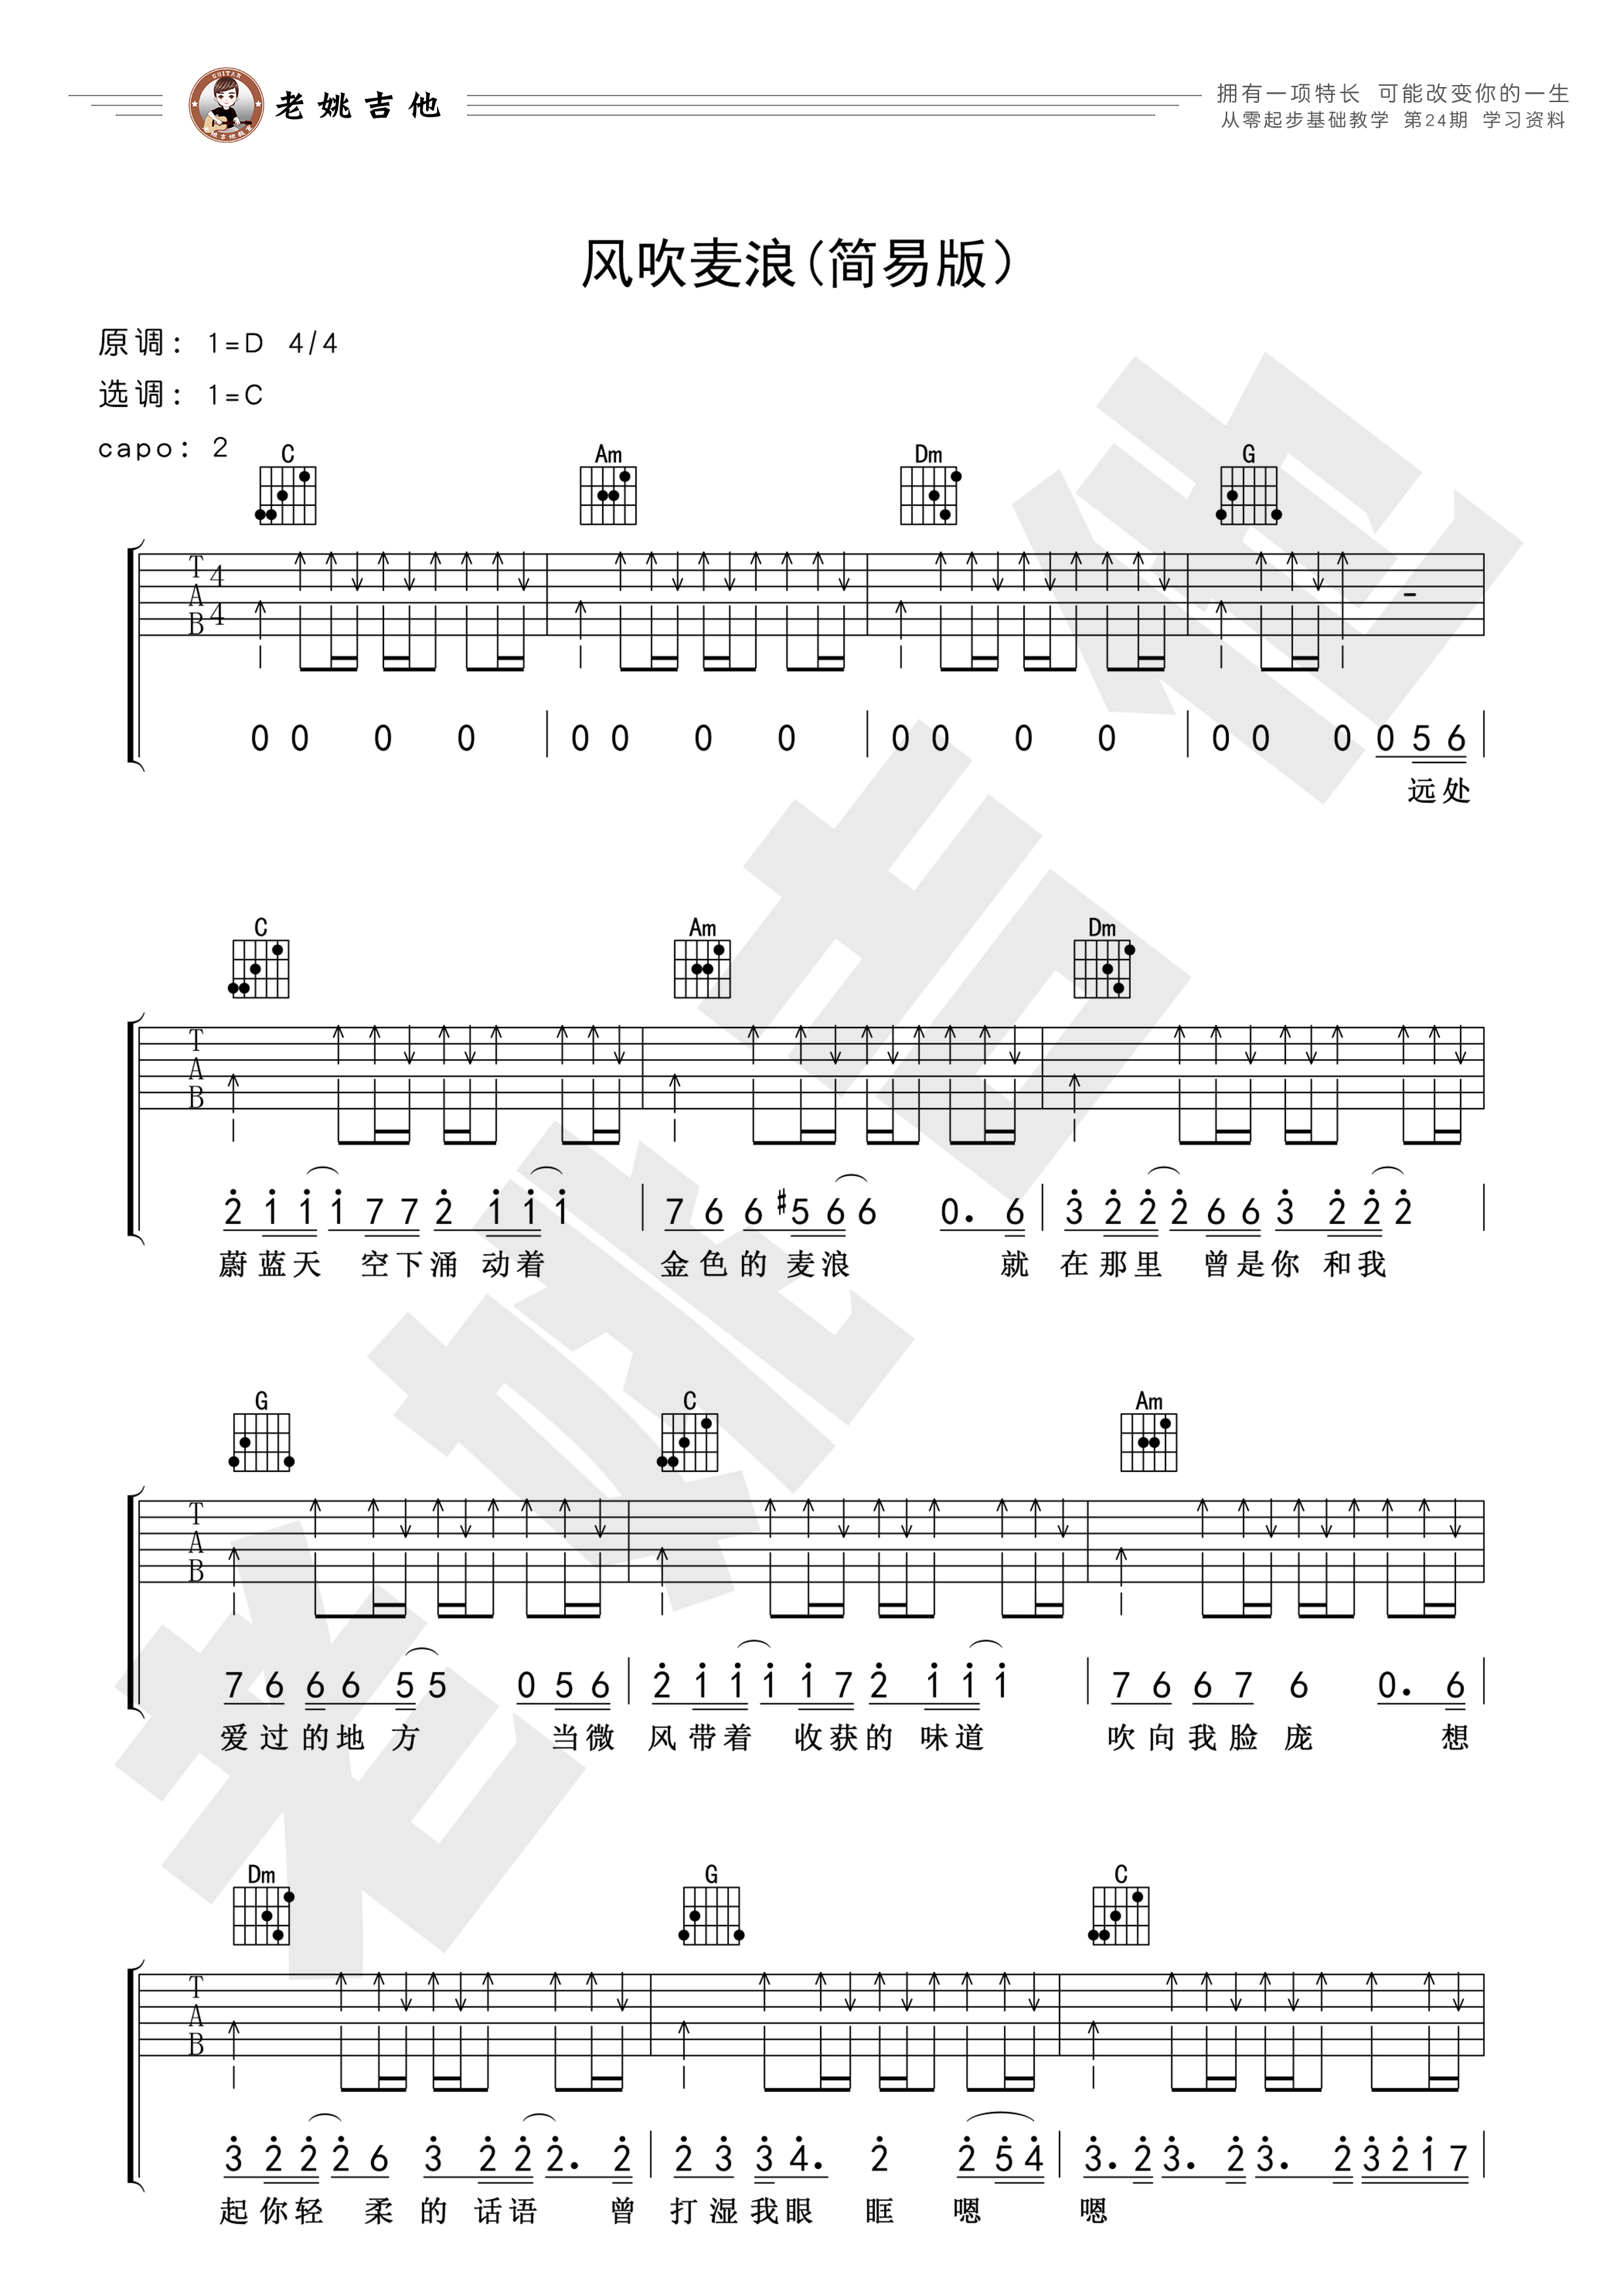 GUITAR
老姚吉他教室
老姚吉他
拥有一项特长 可能改变你的一生
从零起步基础教学 第24期 学习资料
风吹麦浪(简易版)
原调: 1=D 4/4
选调: 1=C
capo: 2
C Am Dm G
T A B 4 4
0 0 0 0 | 0 0 0 0 | 0 0 0 0 | 0 0 0 0 5 6 |
远处
C Am Dm
T A B
2 1 1 1 7 7 2 1 1 1 | 7 6 6 #5 6 6 0. 6 | 3 2 2 2 6 6 3 2 2 2 |
蔚蓝天 空下涌 动着 金色的麦浪 就 在那里 曾是你 和我
G C Am
T A B
7 6 6 6 5 5 0 5 6 | 2 1 1 1 1 7 2 1 1 1 | 7 6 6 7 6 0. 6 |
爱过的地 方 当微 风带着 收获的 味道 吹向我脸庞 想
Dm G C
T A B
3 2 2 2 6 3 2 2 2. 2 | 2 3 3 4. 2 2 5 4 | 3. 2 3. 2 3. 2 3 2 1 7 |
起你轻 柔 的 话语 曾 打湿我眼 眶 嗯 嗯
老姚吉他